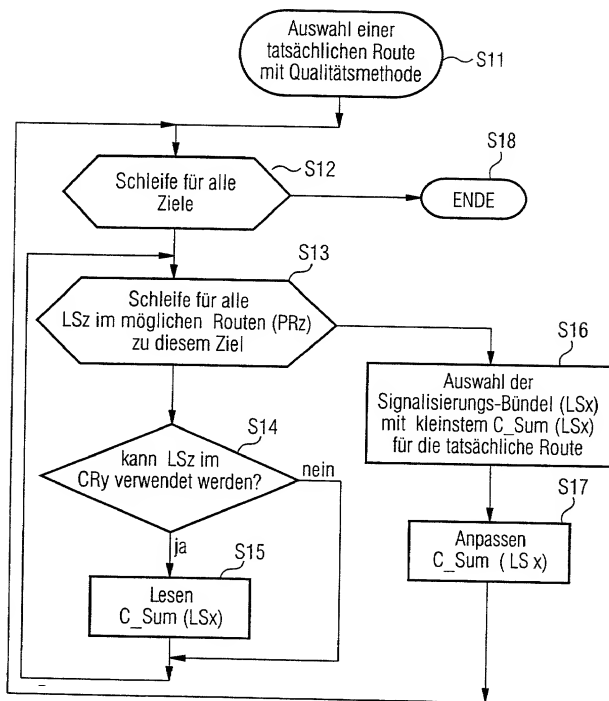 Auswahl einer
tatsächlichen Route
mit Qualitätsmethode
S11
S12
Schleife für alle
Ziele
S18
ENDE
S13
Schleife für alle
LSz im möglichen Routen (PRz)
zu diesem Ziel
S16
Auswahl der
Signalisierungs-Bündel (LSx)
mit kleinstem C_Sum (LSx)
für die tatsächliche Route
S14
kann LSz im
CRy verwendet werden?
nein
ja
S15
Lesen
C_Sum (LSx)
S17
Anpassen
C_Sum ( LS x)